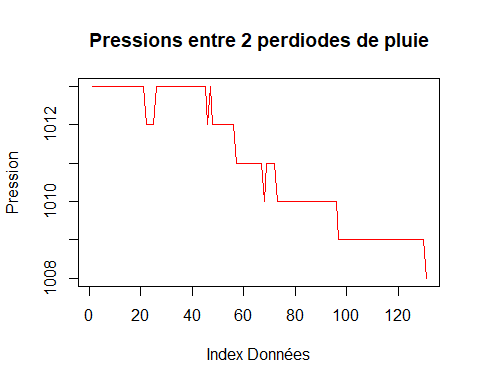 Pressions entre 2 perdiodes de pluie
Pression
1012
1010
1008
0 20 40 60 80 100 120
Index Données